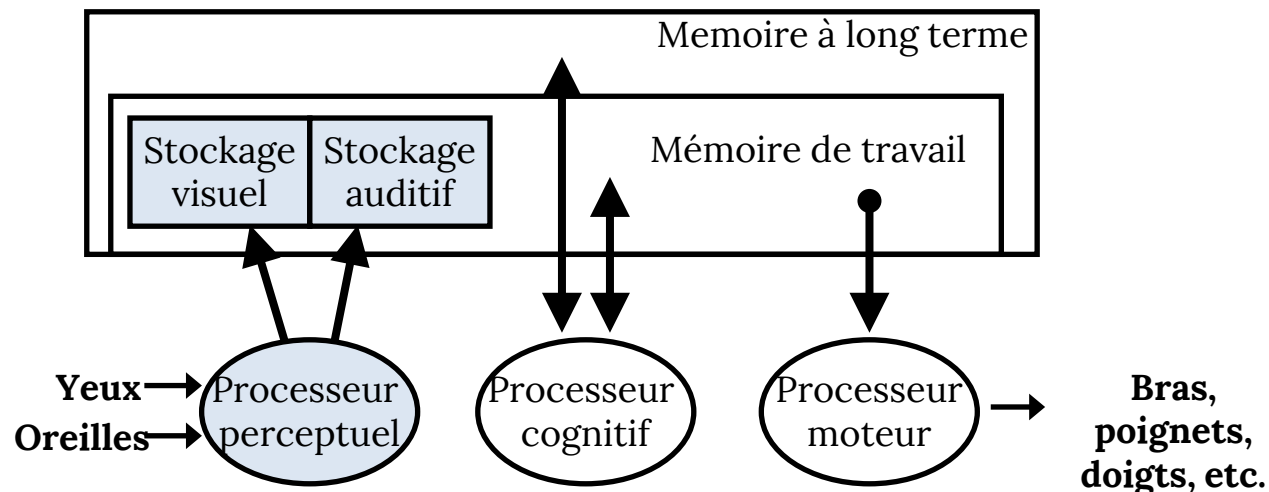 Memoire à long terme
Stockage
visuel
Stockage
auditif
Mémoire de travail
Yeux
Oreilles
Processeur
perceptuel
Processeur
cognitif
Processeur
moteur
Bras,
poignets,
doigts, etc.